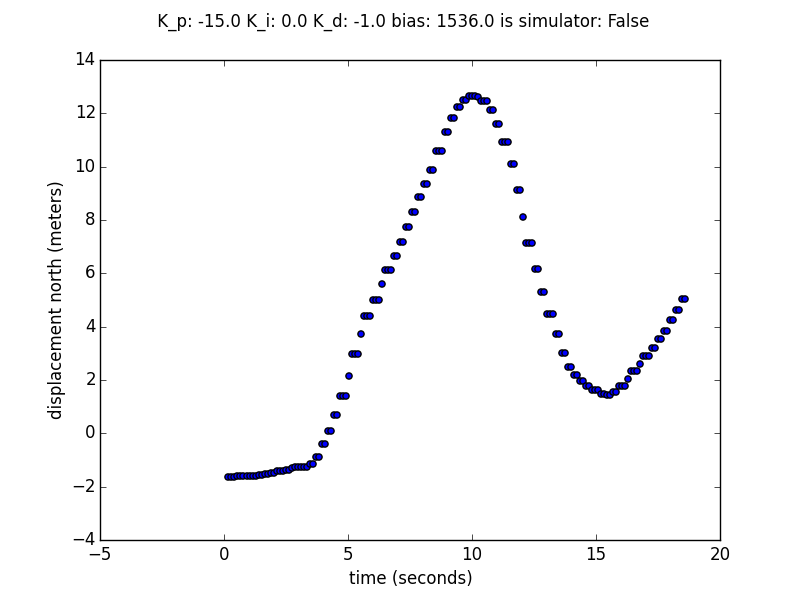 K_p: -15.0 K_i: 0.0 K_d: -1.0 bias: 1536.0 is simulator: False
14
12
10
8
6
4
2
0
−2
−4
displacement north (meters)
−5 0 5 10 15 20
time (seconds)